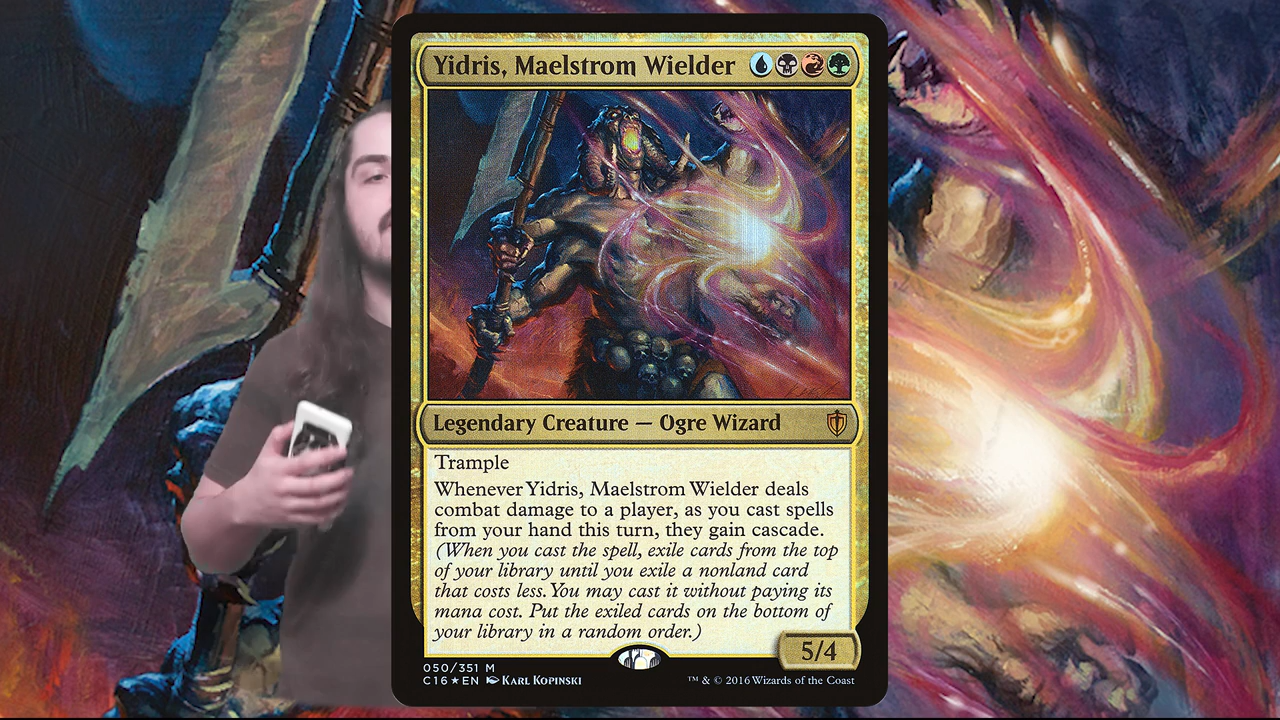 Yidris, Maelstrom Wielder
Legendary Creature — Ogre Wizard
Trample
Whenever Yidris, Maelstrom Wielder deals
combat damage to a player, as you cast spells
from your hand this turn, they gain cascade.
(When you cast the spell, exile cards from the top
of your library until you exile a nonland card
that costs less. You may cast it without paying its
mana cost. Put the exiled cards on the bottom of
your library in a random order.)
5/4
050/351 M
C16★EN Karl Kopinski
™ & © 2016 Wizards of the Coast